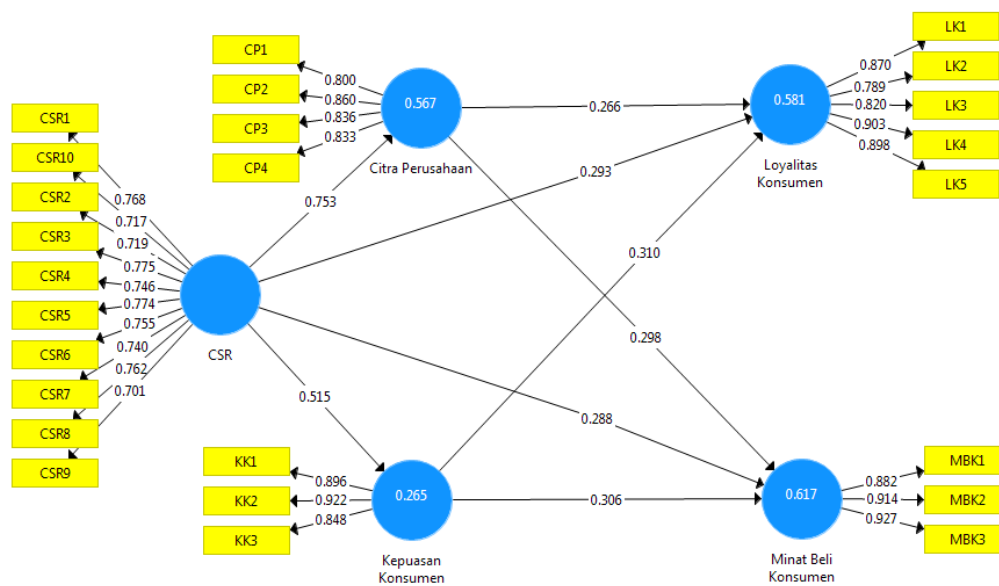 CSR1
CSR10
CSR2
CSR3
CSR4
CSR5
CSR6
CSR7
CSR8
CSR9
0.768
0.717
0.719
0.775
0.746
0.774
0.755
0.740
0.762
0.701
CSR
CP1
CP2
CP3
CP4
0.800
0.860
0.836
0.833
0.567
Citra Perusahaan
0.753
0.515
KK1
KK2
KK3
0.896
0.922
0.848
0.265
Kepuasan
Konsumen
0.266
0.293
0.310
0.298
0.288
0.306
0.581
Loyalitas
Konsumen
0.870
0.789
0.820
0.903
0.898
LK1
LK2
LK3
LK4
LK5
0.617
Minat Beli
Konsumen
0.882
0.914
0.927
MBK1
MBK2
MBK3